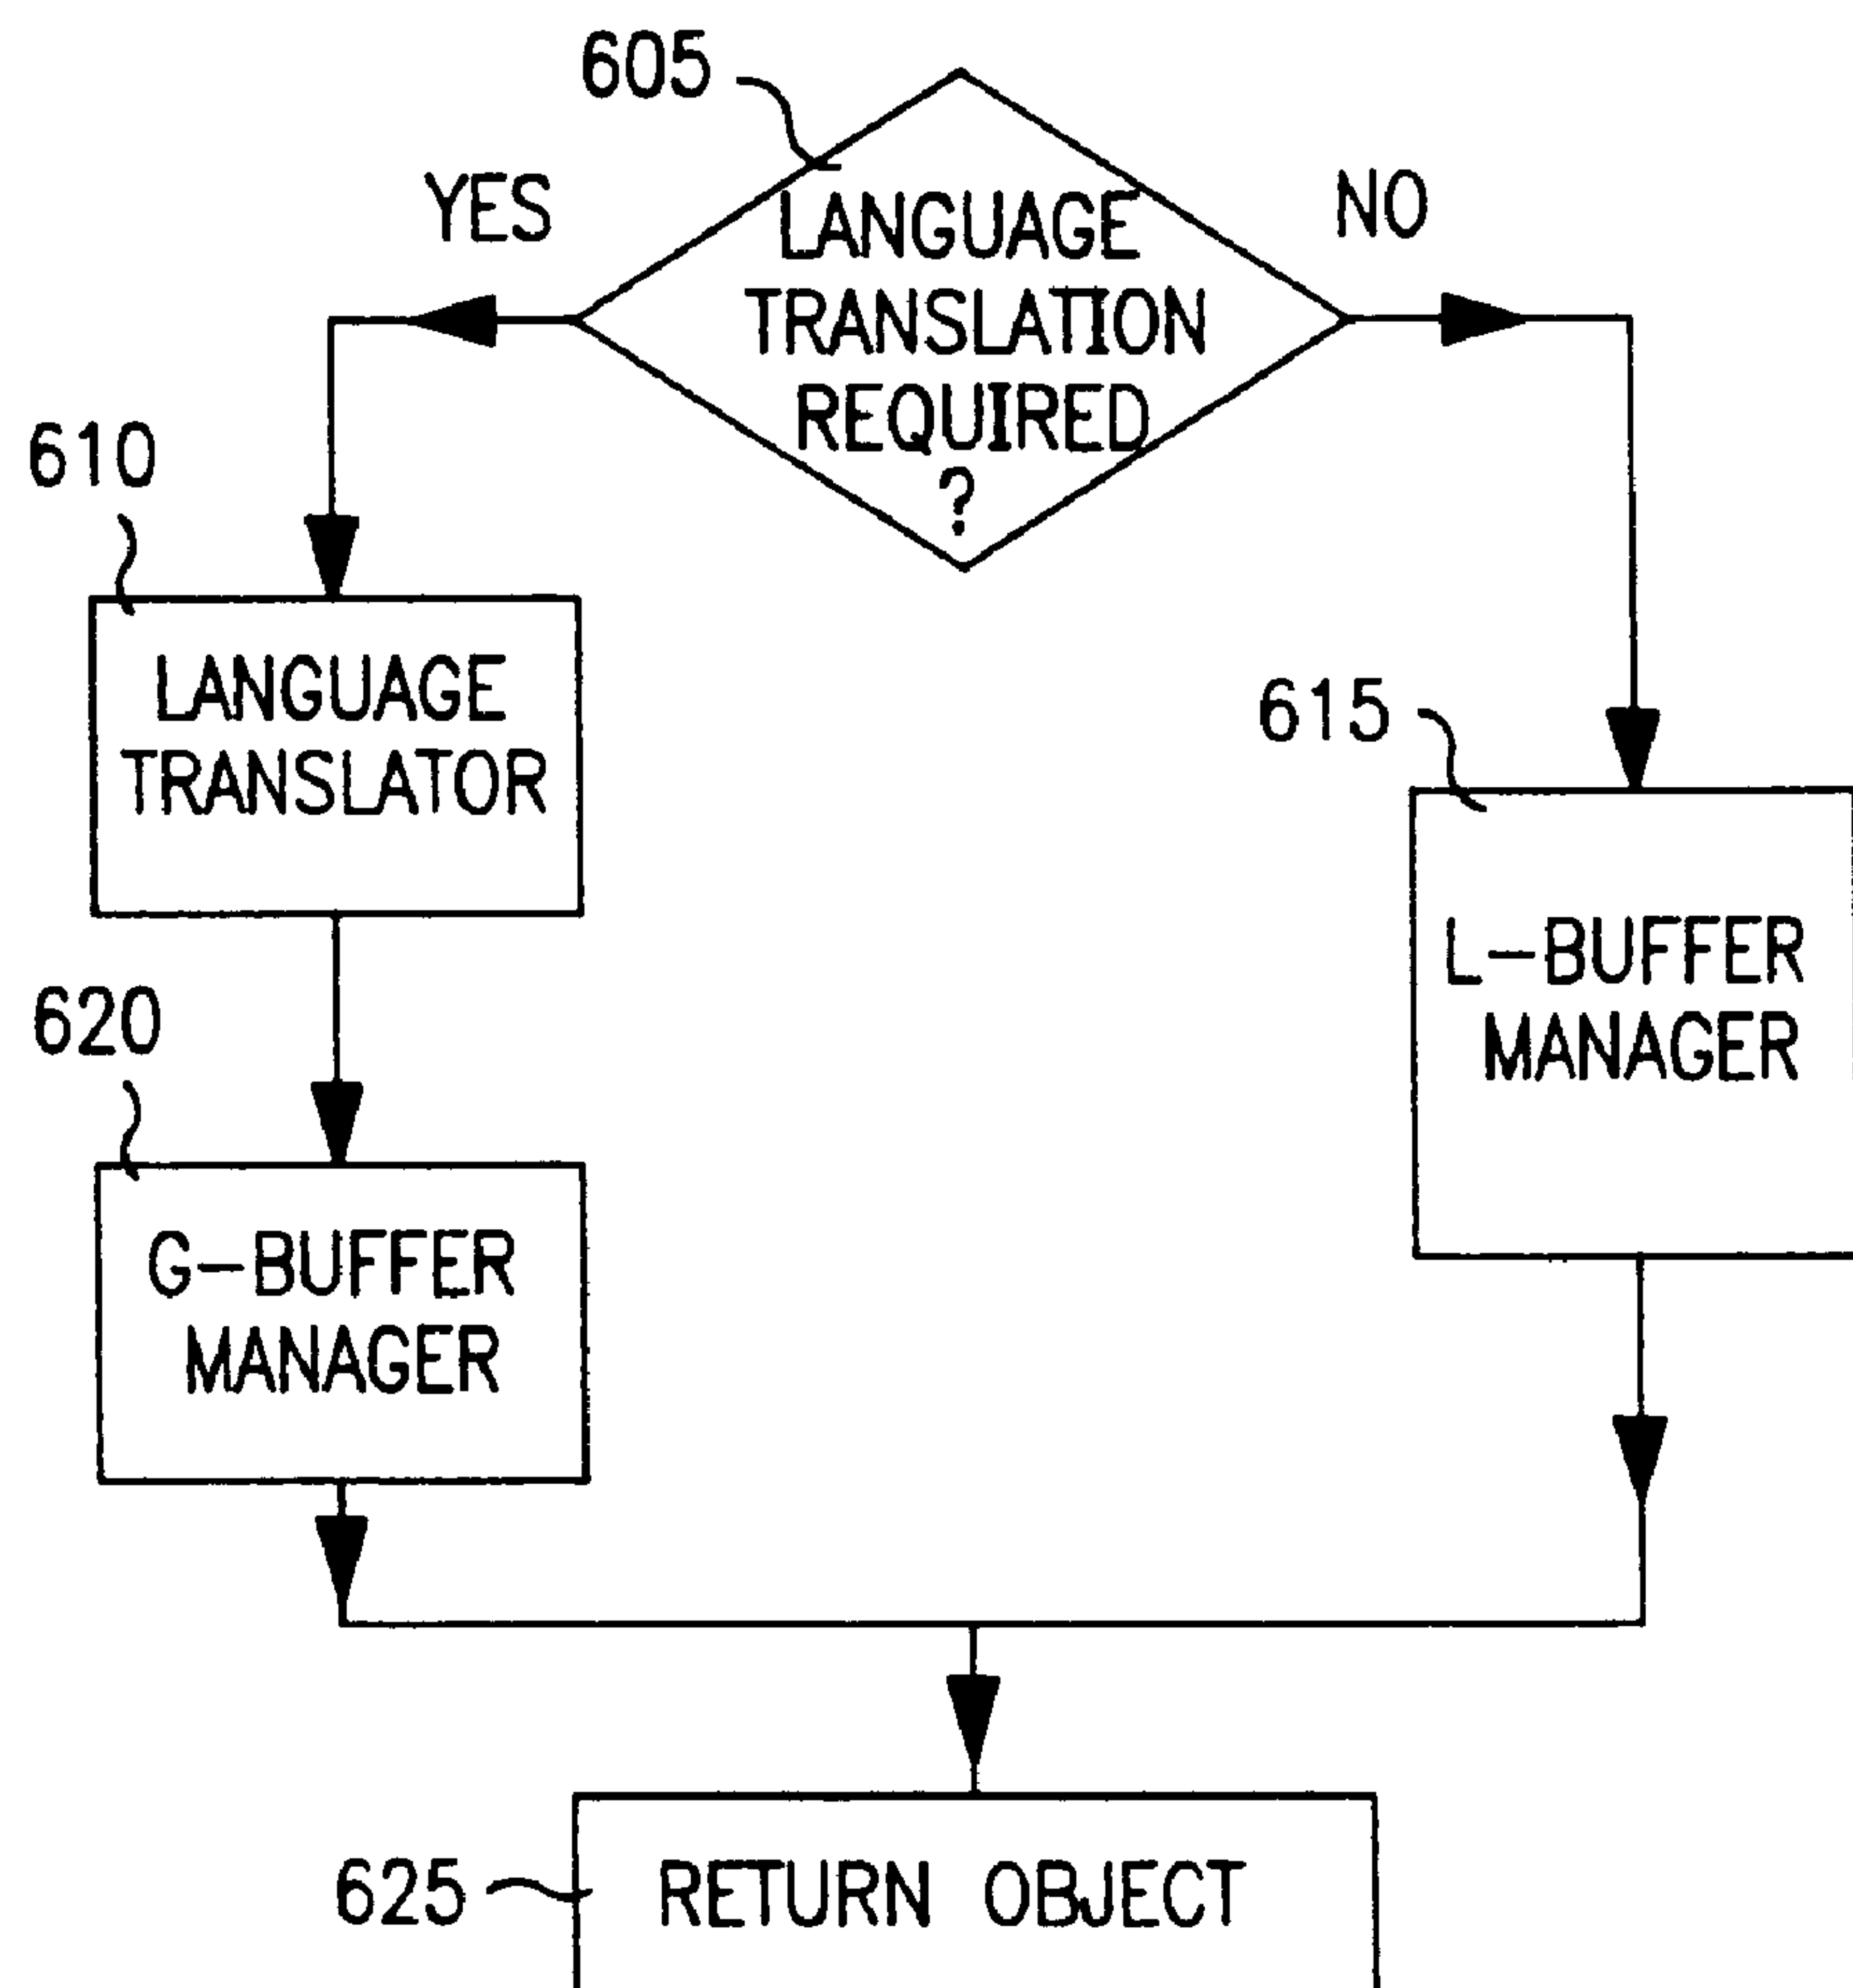 605
YES
NO
LANGUAGE
TRANSLATION
REQUIRED
?
610
LANGUAGE
TRANSLATOR
615
L-BUFFER
MANAGER
620
G-BUFFER
MANAGER
625
RETURN OBJECT